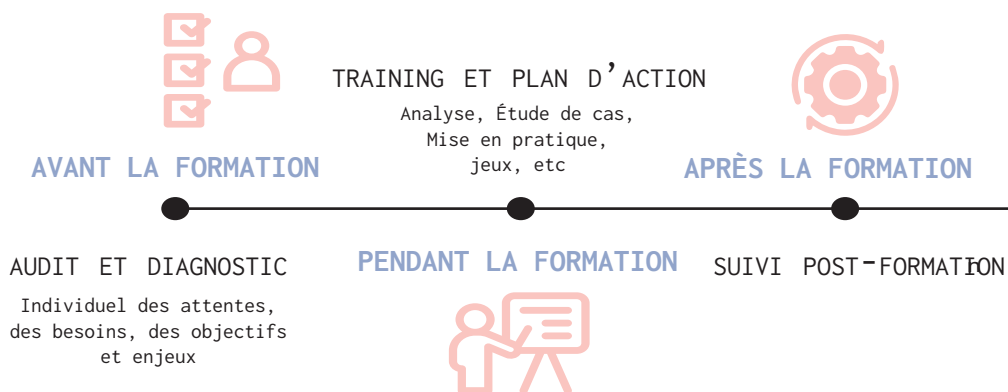 AVANT LA FORMATION
AUDIT ET DIAGNOSTIC
Individuel des attentes,
des besoins, des objectifs
et enjeux
TRAINING ET PLAN D’ACTION
Analyse, Étude de cas,
Mise en pratique,
jeux, etc
PENDANT LA FORMATION
APRÈS LA FORMATION
SUIVI POST-FORMATION